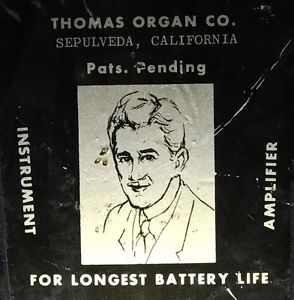 THOMAS ORGAN CO.
SEPULVEDA, CALIFORNIA
Pats. Pending
INSTRUMENT
AMPLIFIER
FOR LONGEST BATTERY LIFE